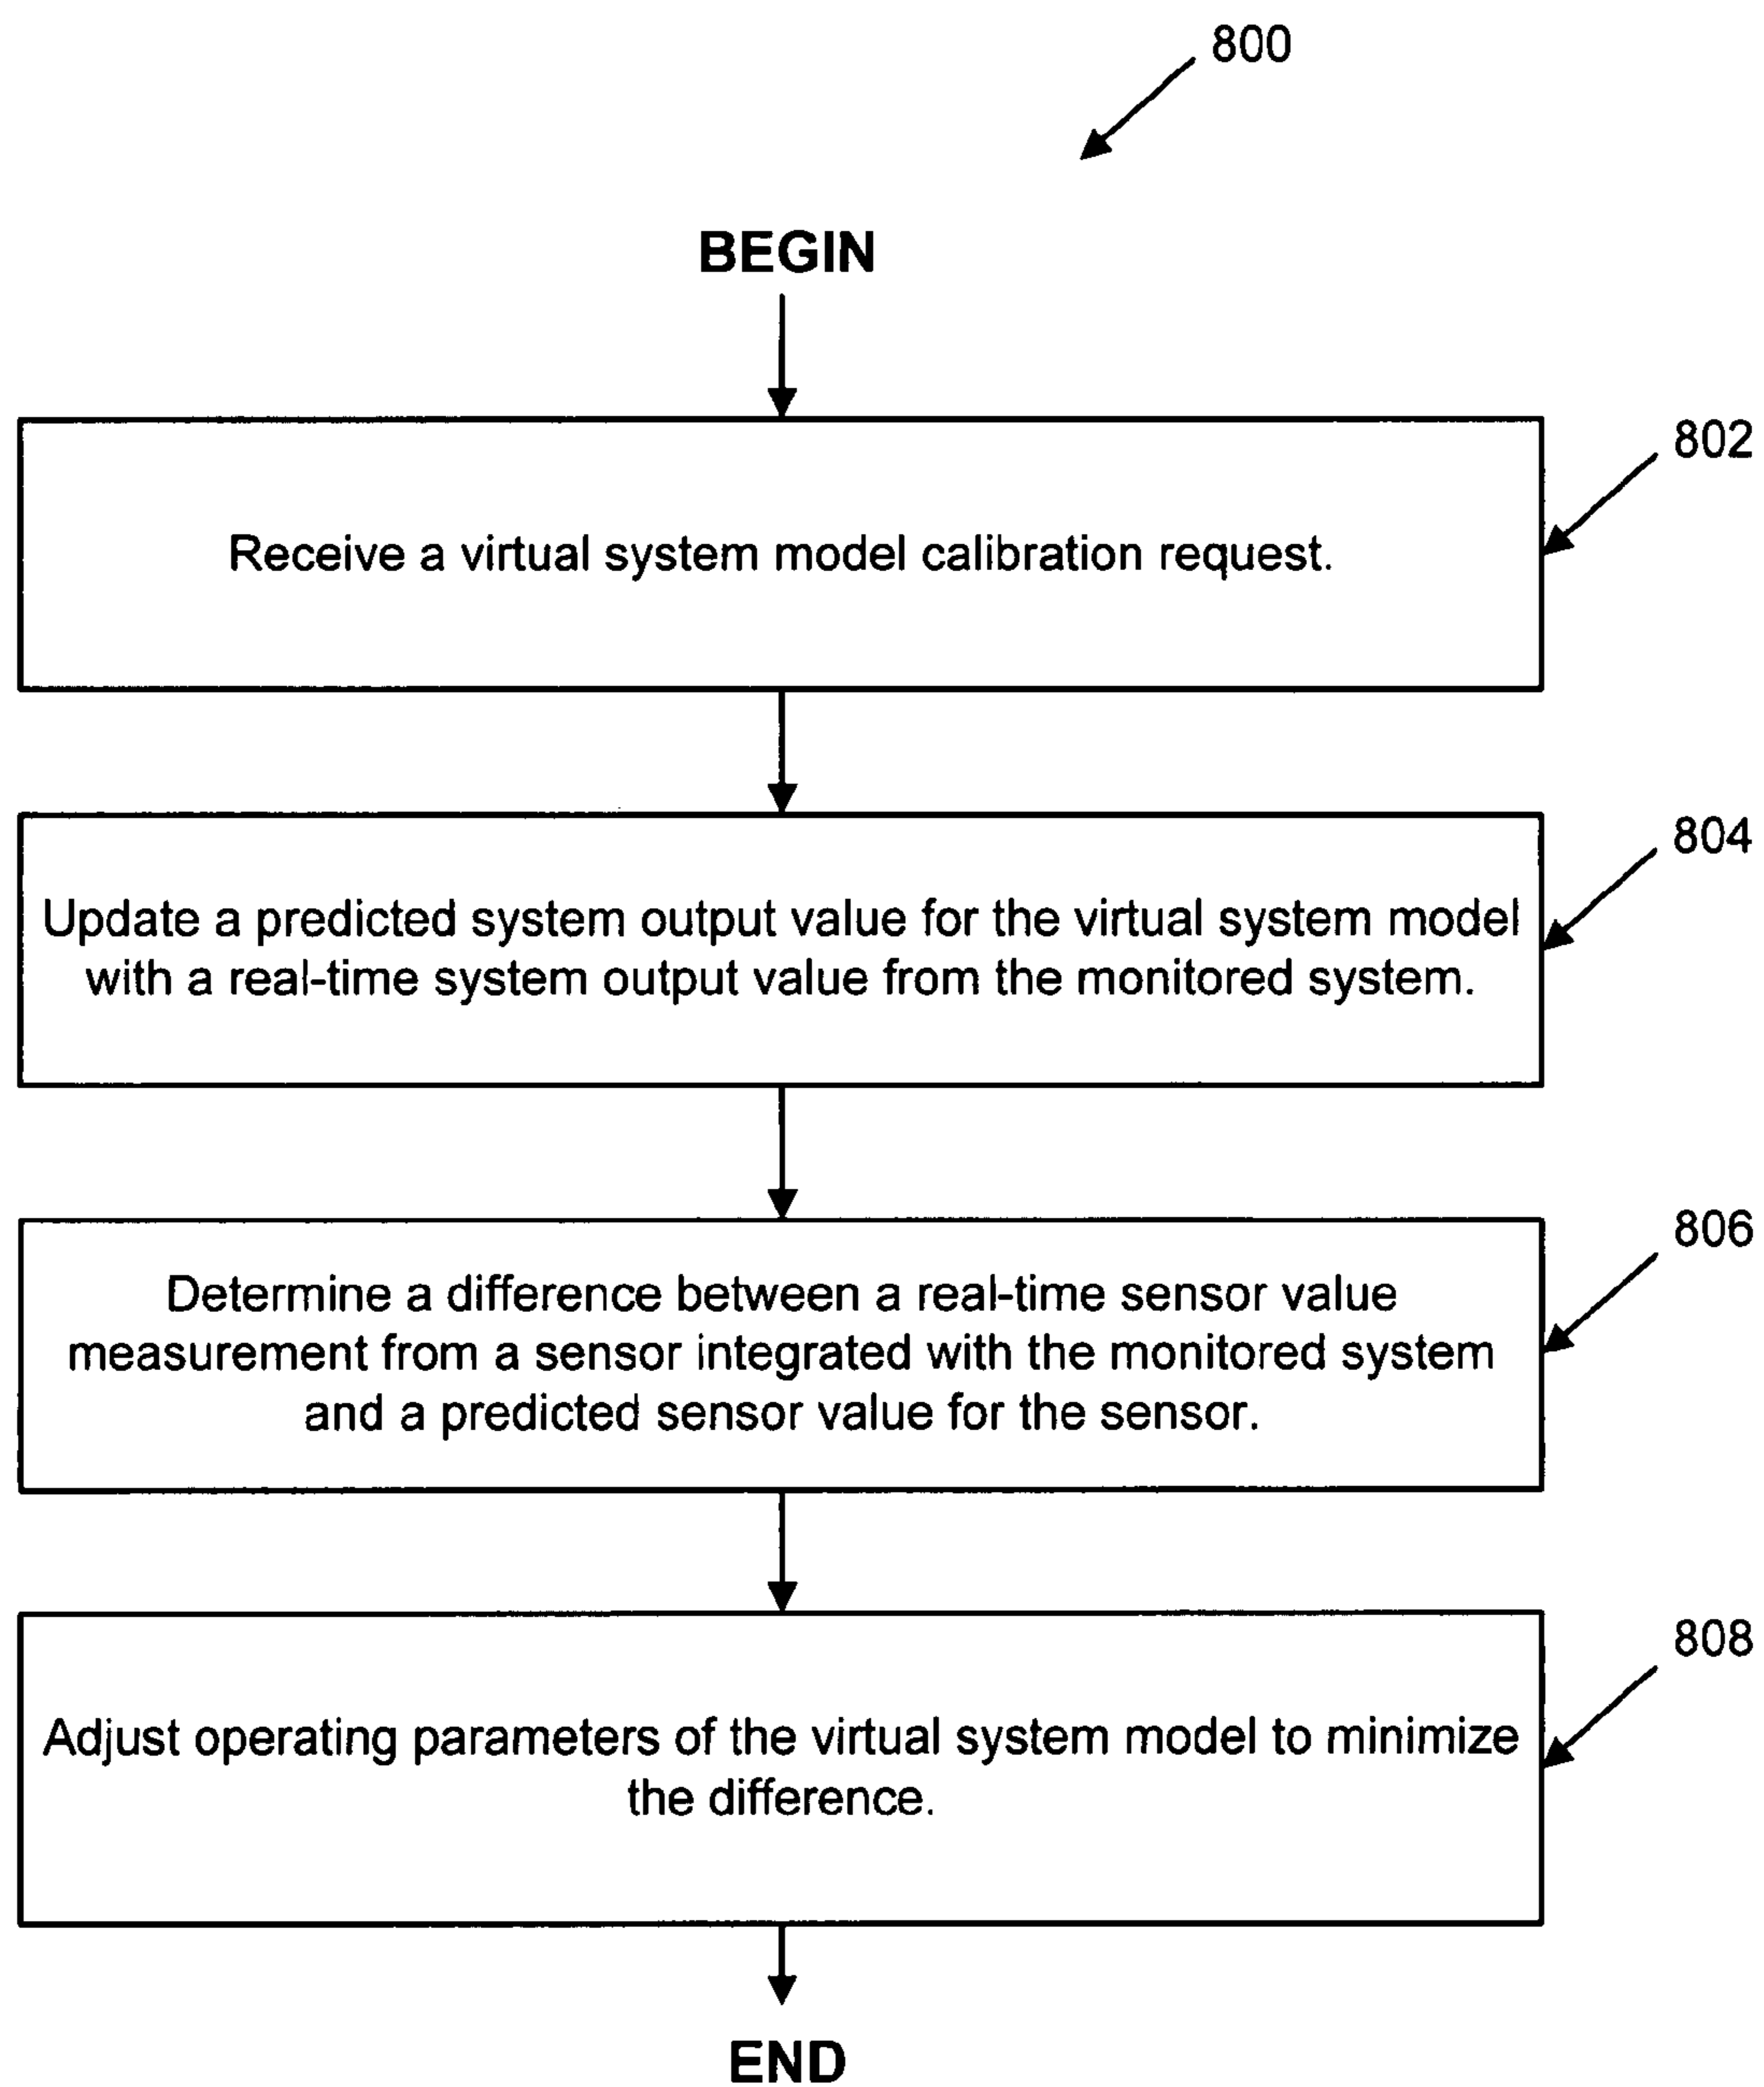 800
BEGIN
802
Receive a virtual system model calibration request.
804
Update a predicted system output value for the virtual system model
with a real-time system output value from the monitored system.
806
Determine a difference between a real-time sensor value
measurement from a sensor integrated with the monitored system
and a predicted sensor value for the sensor.
808
Adjust operating parameters of the virtual system model to minimize
the difference.
END